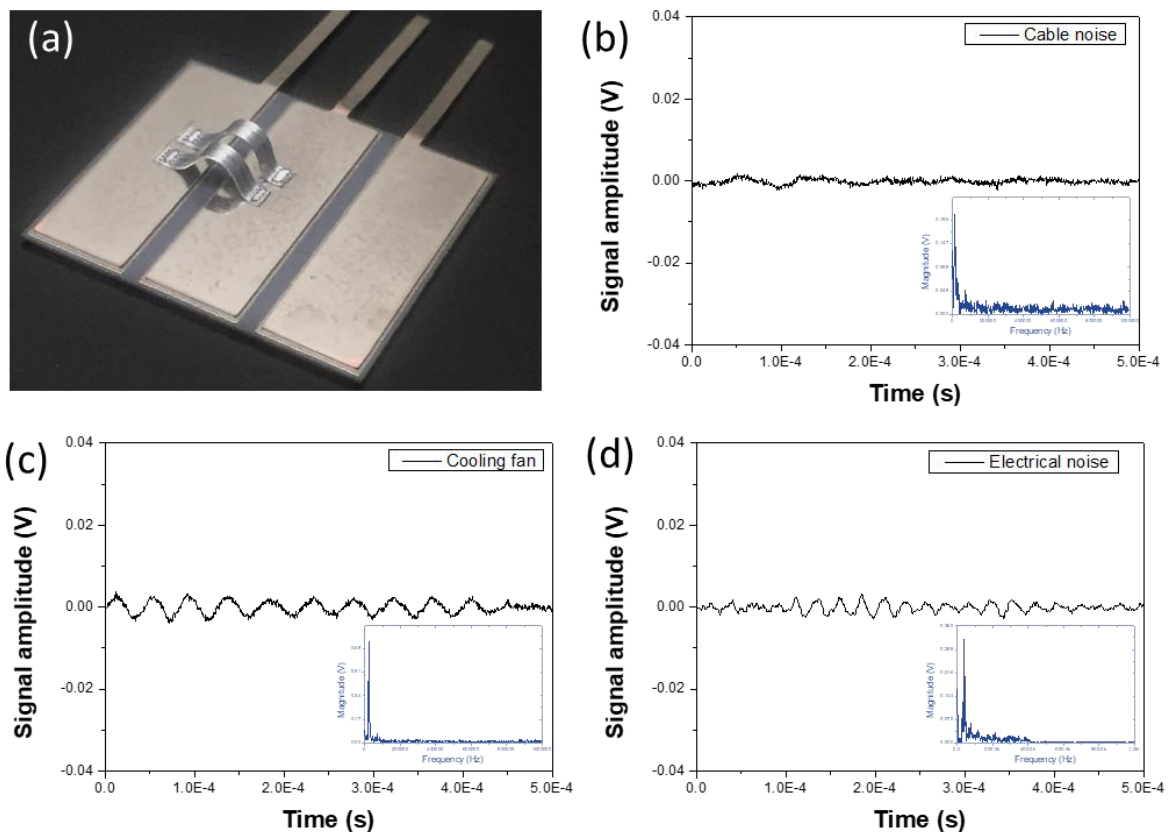 (a)
(b)
Cable noise
Signal amplitude (V)
0.04
0.02
0.00
-0.02
-0.04
0.0
1.0E-4
2.0E-4
3.0E-4
4.0E-4
5.0E-4
Time (s)
Magnitude (V)
Frequency (Hz)
(c)
Cooling fan
Signal amplitude (V)
0.04
0.02
0.00
-0.02
-0.04
0.0
1.0E-4
2.0E-4
3.0E-4
4.0E-4
5.0E-4
Time (s)
Magnitude (V)
Frequency (Hz)
(d)
Electrical noise
Signal amplitude (V)
0.04
0.02
0.00
-0.02
-0.04
0.0
1.0E-4
2.0E-4
3.0E-4
4.0E-4
5.0E-4
Time (s)
Magnitude (V)
Frequency (Hz)